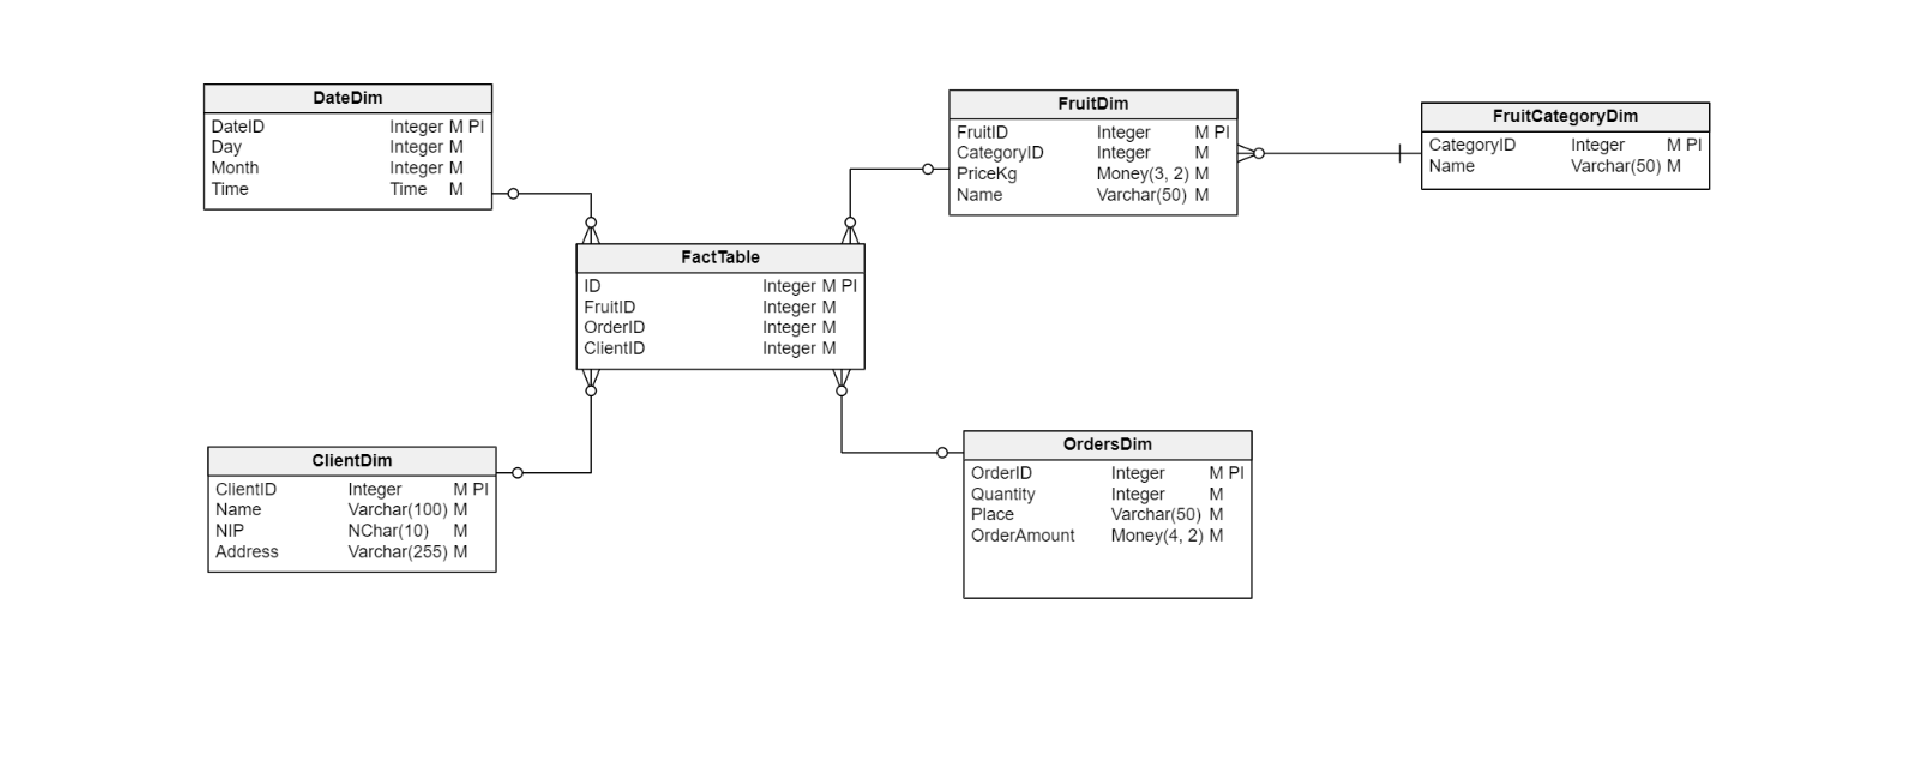 DateDim
DateID Integer M PI
Day Integer M
Month Integer M
Time Time M
FruitDim
FruitID Integer M PI
CategoryID Integer M
PriceKg Money(3, 2) M
Name Varchar(50) M
FruitCategoryDim
CategoryID Integer M PI
Name Varchar(50) M
FactTable
ID Integer M PI
FruitID Integer M
OrderID Integer M
ClientID Integer M
ClientDim
ClientID Integer M PI
Name Varchar(100) M
NIP NChar(10) M
Address Varchar(255) M
OrdersDim
OrderID Integer M PI
Quantity Integer M
Place Varchar(50) M
OrderAmount Money(4, 2) M